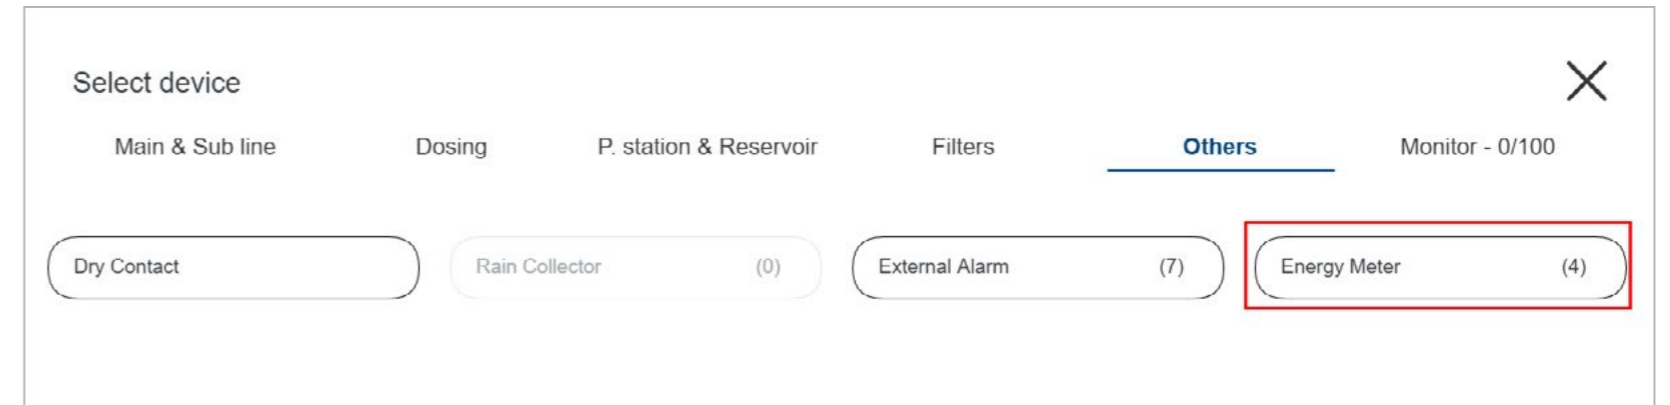 Select device
Main & Sub line Dosing P. station & Reservoir Filters Others Monitor - 0/100
Dry Contact Rain Collector (0) External Alarm (7) Energy Meter (4)